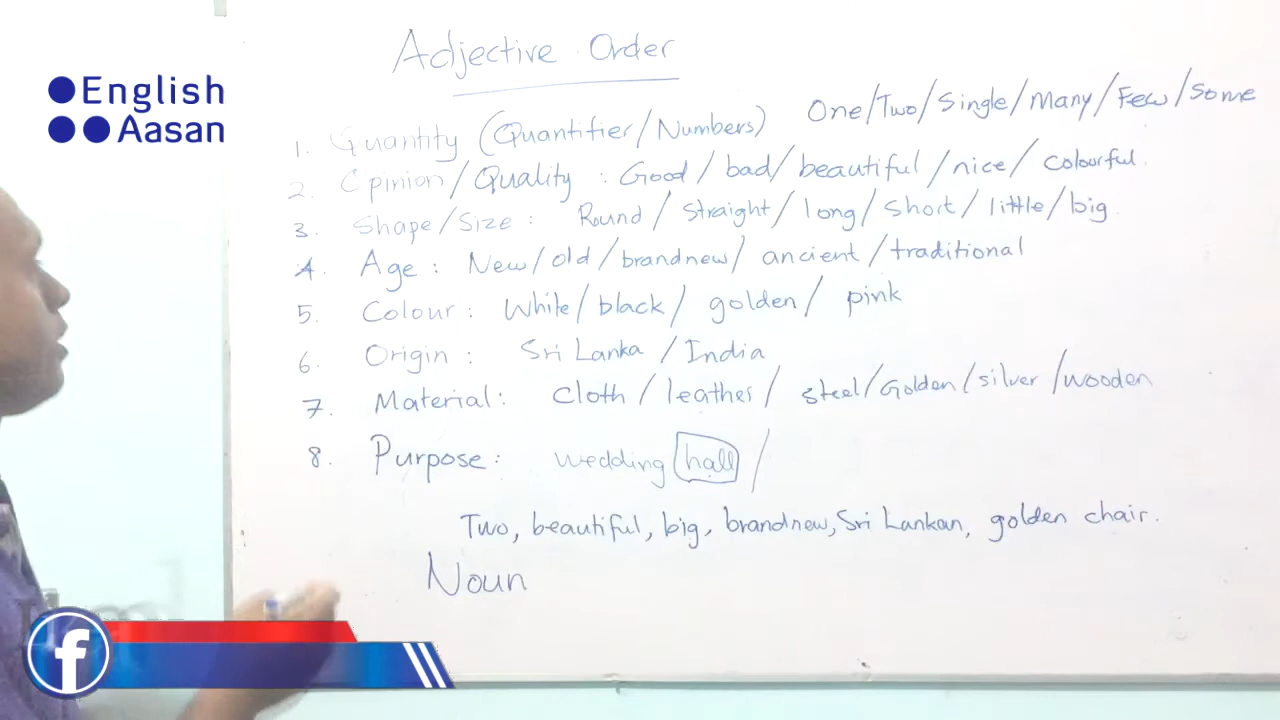 English
Aasan
Adjective Order
1. Quantity (Quantifier/Numbers) One/Two/Single/Many/Few/Some
2. Opinion/Quality : Good/bad/beautiful/nice/colourful.
3. Shape/Size : Round/straight/long/short/little/big
4. Age : New/old/brandnew/ancient/traditional
5. Colour : White/black/golden/pink
6. Origin : Sri Lanka/India
7. Material : Cloth/leather/steel/Golden/silver/wooden
8. Purpose : wedding hall/
Two, beautiful, big, brandnew, Sri Lankan, golden chair.
Noun
f